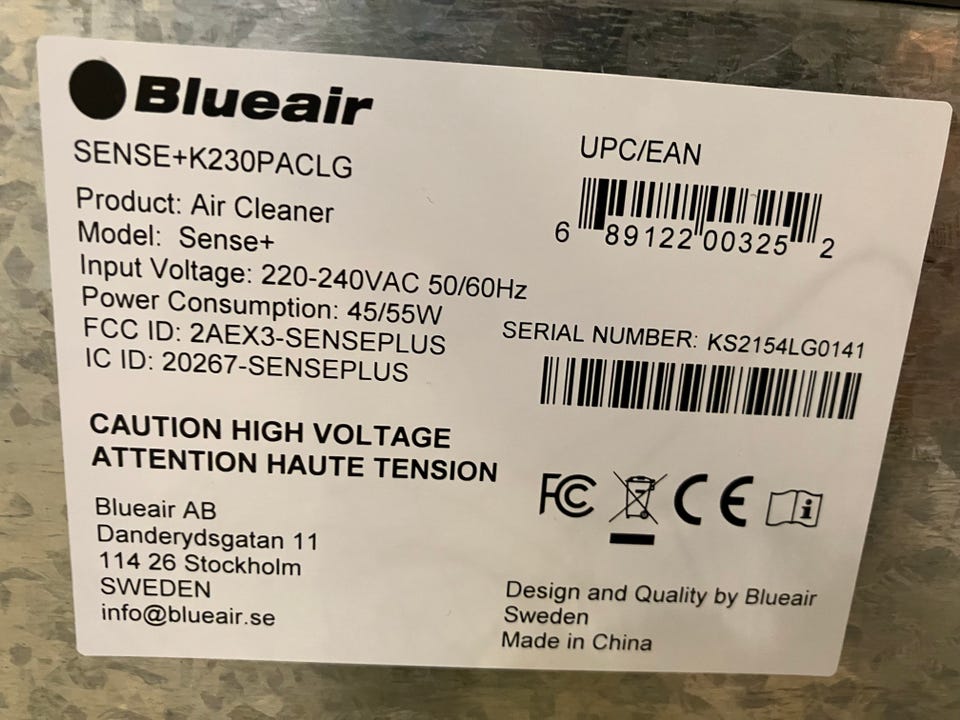 Blueair
SENSE+K230PACLG
Product: Air Cleaner
Model: Sense+
Input Voltage: 220-240VAC 50/60Hz
Power Consumption: 45/55W
FCC ID: 2AEX3-SENSEPLUS
IC ID: 20267-SENSEPLUS
CAUTION HIGH VOLTAGE
ATTENTION HAUTE TENSION
Blueair AB
Danderydsgatan 11
114 26 Stockholm
SWEDEN
info@blueair.se
UPC/EAN
6 89122 00325 2
SERIAL NUMBER: KS2154LG0141
FC CE i
Design and Quality by Blueair
Sweden
Made in China